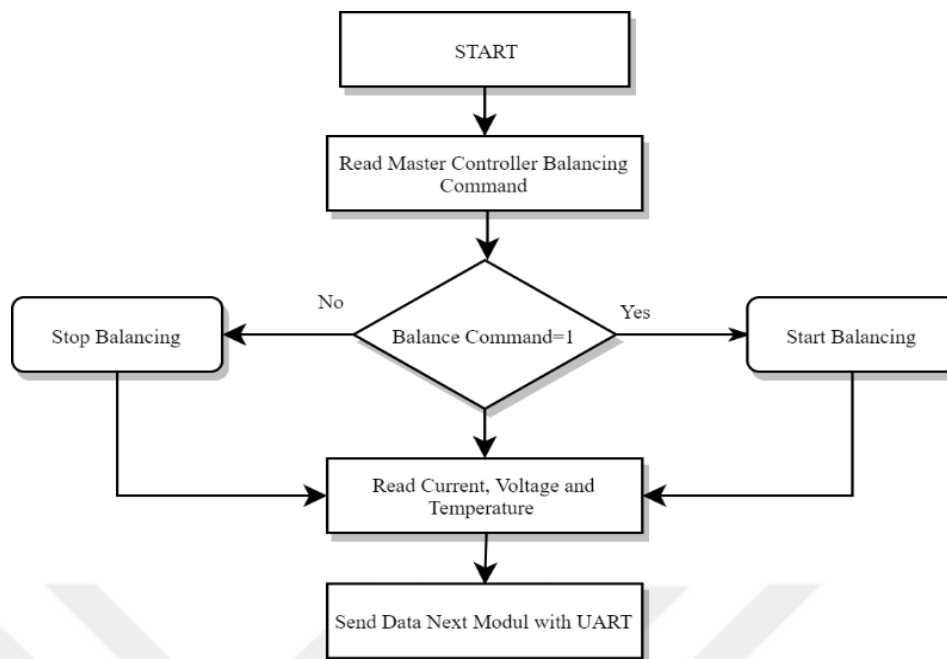 START
Read Master Controller Balancing
Command
No
Yes
Stop Balancing
Balance Command=1
Start Balancing
Read Current, Voltage and
Temperature
Send Data Next Modul with UART